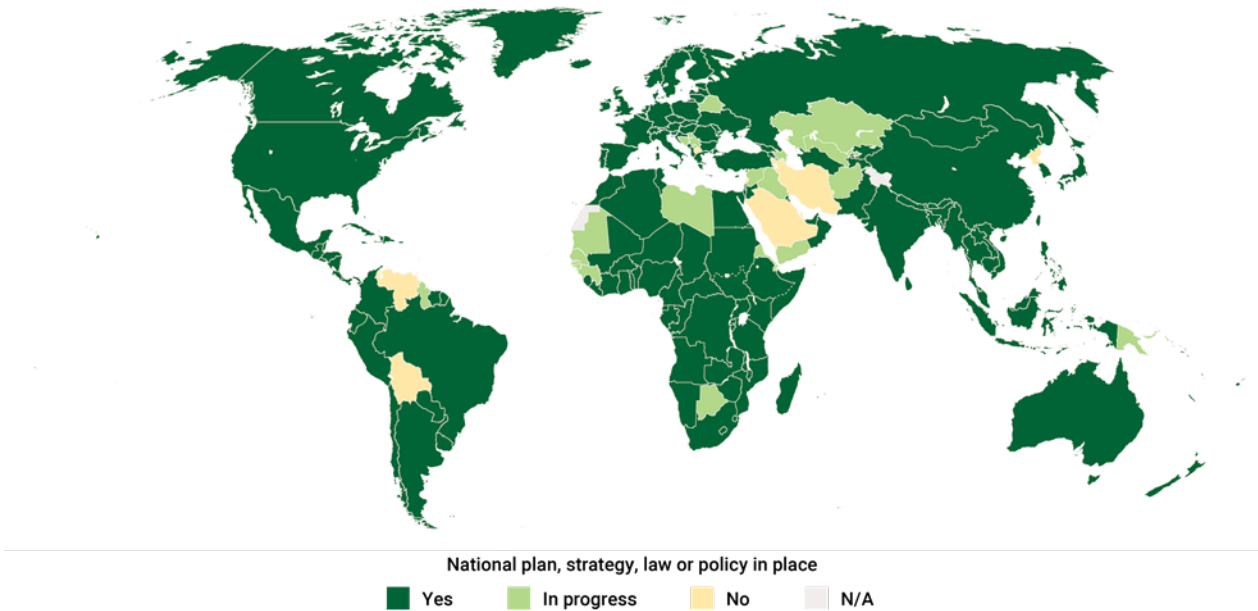 National plan, strategy, law or policy in place
Yes In progress No N/A